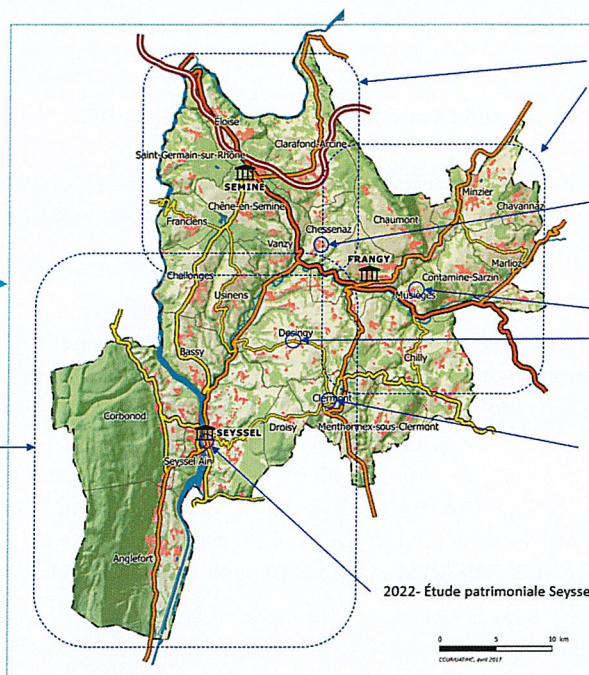 Eloise
Clarafond-Arcine
Saint-Germain-sur-Rhône
SEMINE
Minzier
Chêne-en-Semine
Chavannaz
Franclens
Chaumont
Chessenaz
Vanzy
FRANGY
Marlioz
Contamine-Sarzin
Challonges
Usinens
Musièges
Desingy
Bassy
Chilly
Corbonod
Clermont
SEYSSEL
Droisy
Menthonnex-sous-Clermont
Seyssel Ain
Anglefort
2022- Étude patrimoniale Seysse
0 5 10 km